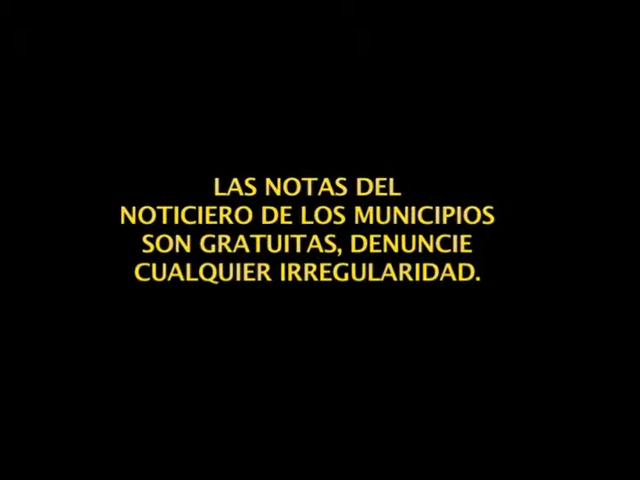 LAS NOTAS DEL
NOTICIERO DE LOS MUNICIPIOS
SON GRATUITAS, DENUNCIE
CUALQUIER IRREGULARIDAD.